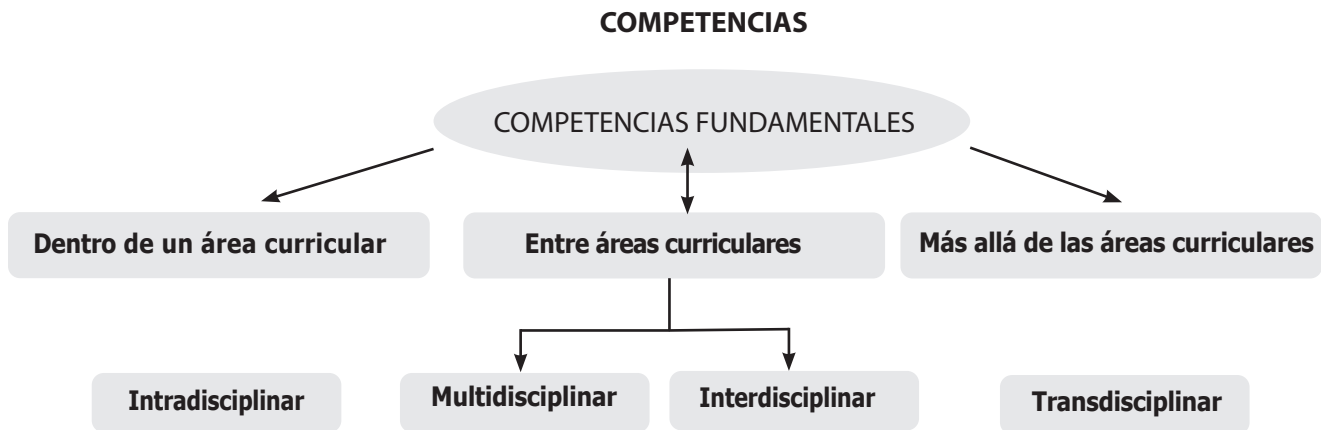 COMPETENCIAS
COMPETENCIAS FUNDAMENTALES
Dentro de un área curricular
Entre áreas curriculares
Más allá de las áreas curriculares
Intradisciplinar
Multidisciplinar
Interdisciplinar
Transdisciplinar